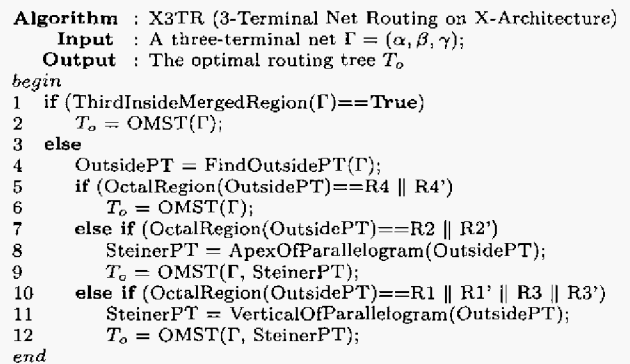 Algorithm : X3TR (3-Terminal Net Routing on X-Architecture)
Input : A three-terminal net Γ = (α, β, γ);
Output : The optimal routing tree T_o
begin
1 if (ThirdInsideMergedRegion(Γ)==True)
2 T_o = OMST(Γ);
3 else
4 OutsidePT = FindOutsidePT(Γ);
5 if (OctalRegion(OutsidePT)==R4 || R4')
6 T_o = OMST(Γ);
7 else if (OctalRegion(OutsidePT)==R2 || R2')
8 SteinerPT = ApexOfParallelogram(OutsidePT);
9 T_o = OMST(Γ, SteinerPT);
10 else if (OctalRegion(OutsidePT)==R1 || R1' || R3 || R3')
11 SteinerPT = VerticalOfParallelogram(OutsidePT);
12 T_o = OMST(Γ, SteinerPT);
end